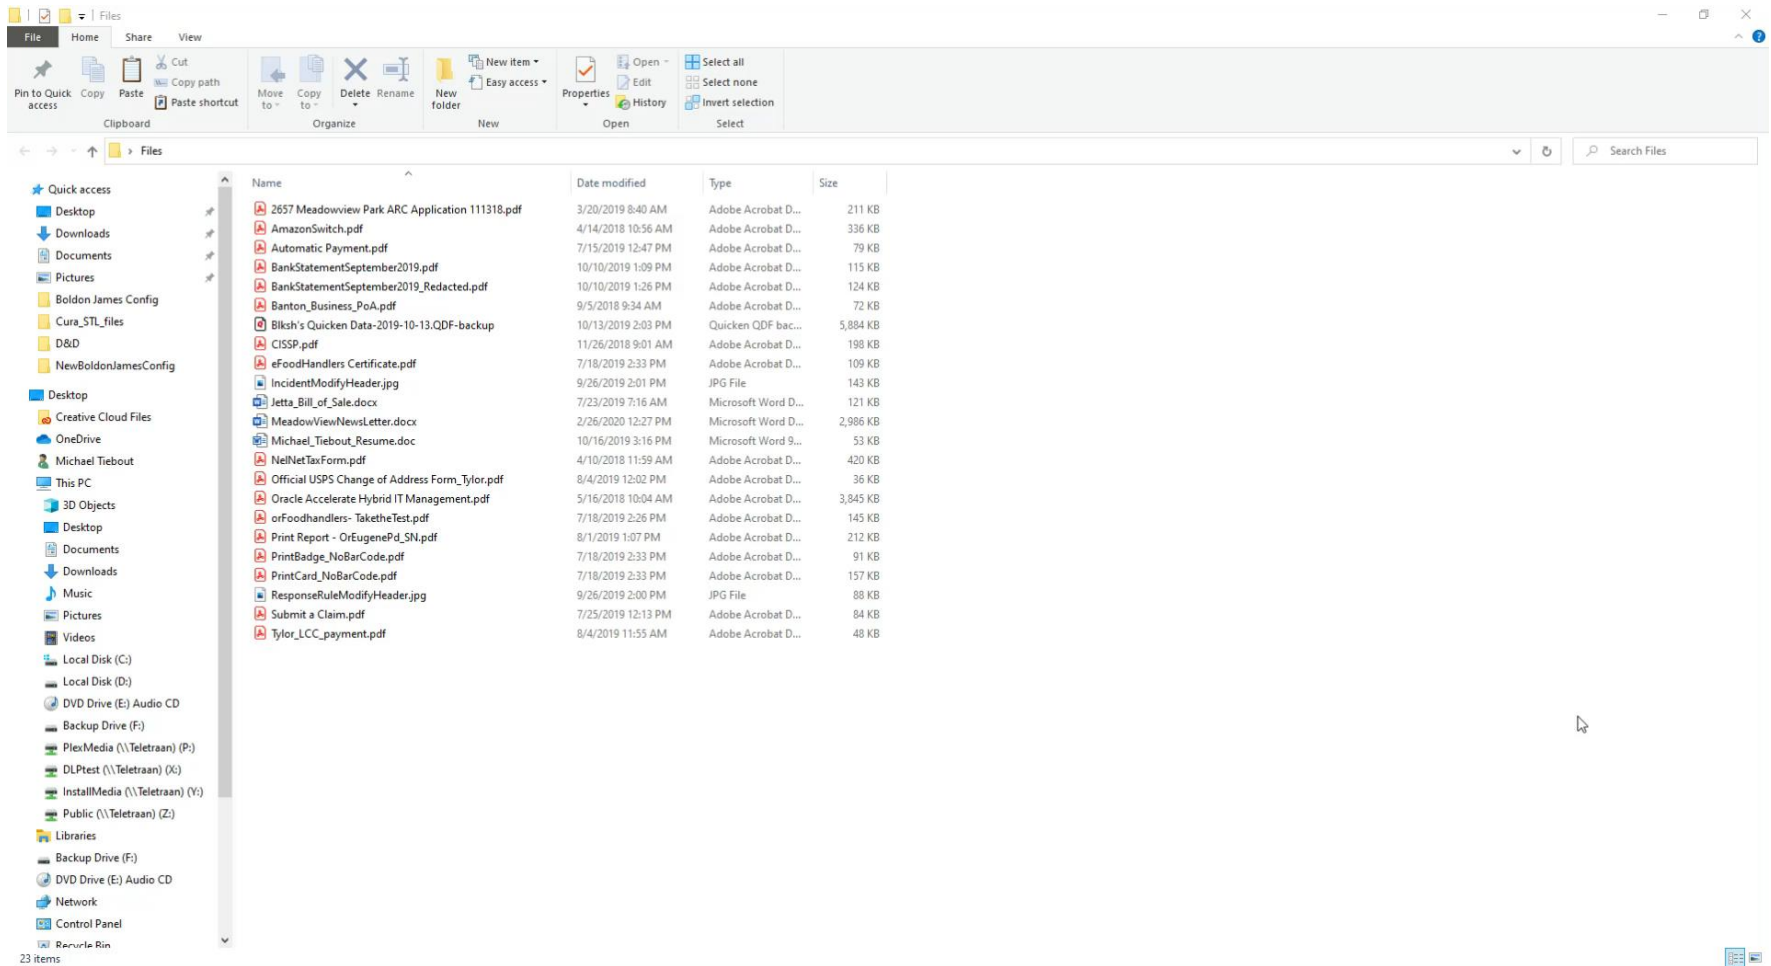 Files
File Home Share View
Pin to Quick access
Copy
Paste
Cut
Copy path
Paste shortcut
Clipboard
Move to
Copy to
Delete
Rename
Organize
New folder
New item
Easy access
New
Properties
Open
Edit
History
Open
Select all
Select none
Invert selection
Select
Files
Search Files
Quick access
Desktop
Downloads
Documents
Pictures
Boldon James Config
Cura_STL_files
D&D
NewBoldonJamesConfig
Desktop
Creative Cloud Files
OneDrive
Michael Tiebout
This PC
3D Objects
Desktop
Documents
Downloads
Music
Pictures
Videos
Local Disk (C:)
Local Disk (D:)
DVD Drive (E:) Audio CD
Backup Drive (F:)
PlexMedia (\\Teletraan) (P:)
DLPtest (\\Teletraan) (X:)
InstallMedia (\\Teletraan) (Y:)
Public (\\Teletraan) (Z:)
Libraries
Backup Drive (F:)
DVD Drive (E:) Audio CD
Network
Control Panel
Recycle Bin
Name Date modified Type Size
2657 Meadowview Park ARC Application 111318.pdf 3/20/2019 8:40 AM Adobe Acrobat D... 211 KB
AmazonSwitch.pdf 4/14/2018 10:56 AM Adobe Acrobat D... 336 KB
Automatic Payment.pdf 7/15/2019 12:47 PM Adobe Acrobat D... 79 KB
BankStatementSeptember2019.pdf 10/10/2019 1:09 PM Adobe Acrobat D... 115 KB
BankStatementSeptember2019_Redacted.pdf 10/10/2019 1:26 PM Adobe Acrobat D... 124 KB
Banton_Business_PoA.pdf 9/5/2018 9:34 AM Adobe Acrobat D... 72 KB
Blksh's Quicken Data-2019-10-13.QDF-backup 10/13/2019 2:03 PM Quicken QDF bac... 5,884 KB
CISSP.pdf 11/26/2018 9:01 AM Adobe Acrobat D... 198 KB
eFoodHandlers Certificate.pdf 7/18/2019 2:33 PM Adobe Acrobat D... 109 KB
IncidentModifyHeader.jpg 9/26/2019 2:01 PM JPG File 143 KB
Jetta_Bill_of_Sale.docx 7/23/2019 7:16 AM Microsoft Word D... 121 KB
MeadowViewNewsLetter.docx 2/26/2020 12:27 PM Microsoft Word D... 2,986 KB
Michael_Tiebout_Resume.doc 10/16/2019 3:16 PM Microsoft Word 9... 53 KB
NelNetTaxForm.pdf 4/10/2018 11:59 AM Adobe Acrobat D... 420 KB
Official USPS Change of Address Form_Tylor.pdf 8/4/2019 12:02 PM Adobe Acrobat D... 36 KB
Oracle Accelerate Hybrid IT Management.pdf 5/16/2018 10:04 AM Adobe Acrobat D... 3,845 KB
orFoodhandlers- TaketheTest.pdf 7/18/2019 2:26 PM Adobe Acrobat D... 145 KB
Print Report - OrEugenePd_SN.pdf 8/1/2019 1:07 PM Adobe Acrobat D... 212 KB
PrintBadge_NoBarCode.pdf 7/18/2019 2:33 PM Adobe Acrobat D... 91 KB
PrintCard_NoBarCode.pdf 7/18/2019 2:33 PM Adobe Acrobat D... 157 KB
ResponseRuleModifyHeader.jpg 9/26/2019 2:00 PM JPG File 88 KB
Submit a Claim.pdf 7/25/2019 12:13 PM Adobe Acrobat D... 84 KB
Tylor_LCC_payment.pdf 8/4/2019 11:55 AM Adobe Acrobat D... 48 KB
23 items